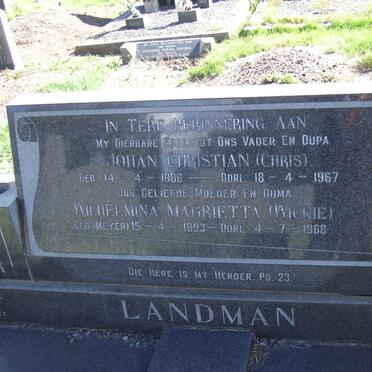 In Tere Herinnering Aan
My Dierbare Eggenoot Ons Vader En Oupa
Johan Christian (Chris)
Geb 14 - 4 - 1886 — Oorl 18 - 4 - 1967
Ons Geliefde Moeder En Ouma
Wilhelmina Magrietta (Wickie)
Geb (Meyer) 15 - 4 - 1893 — Oorl 4 - 7 - 1968
Die Here is my Herder. Ps. 23.
LANDMAN